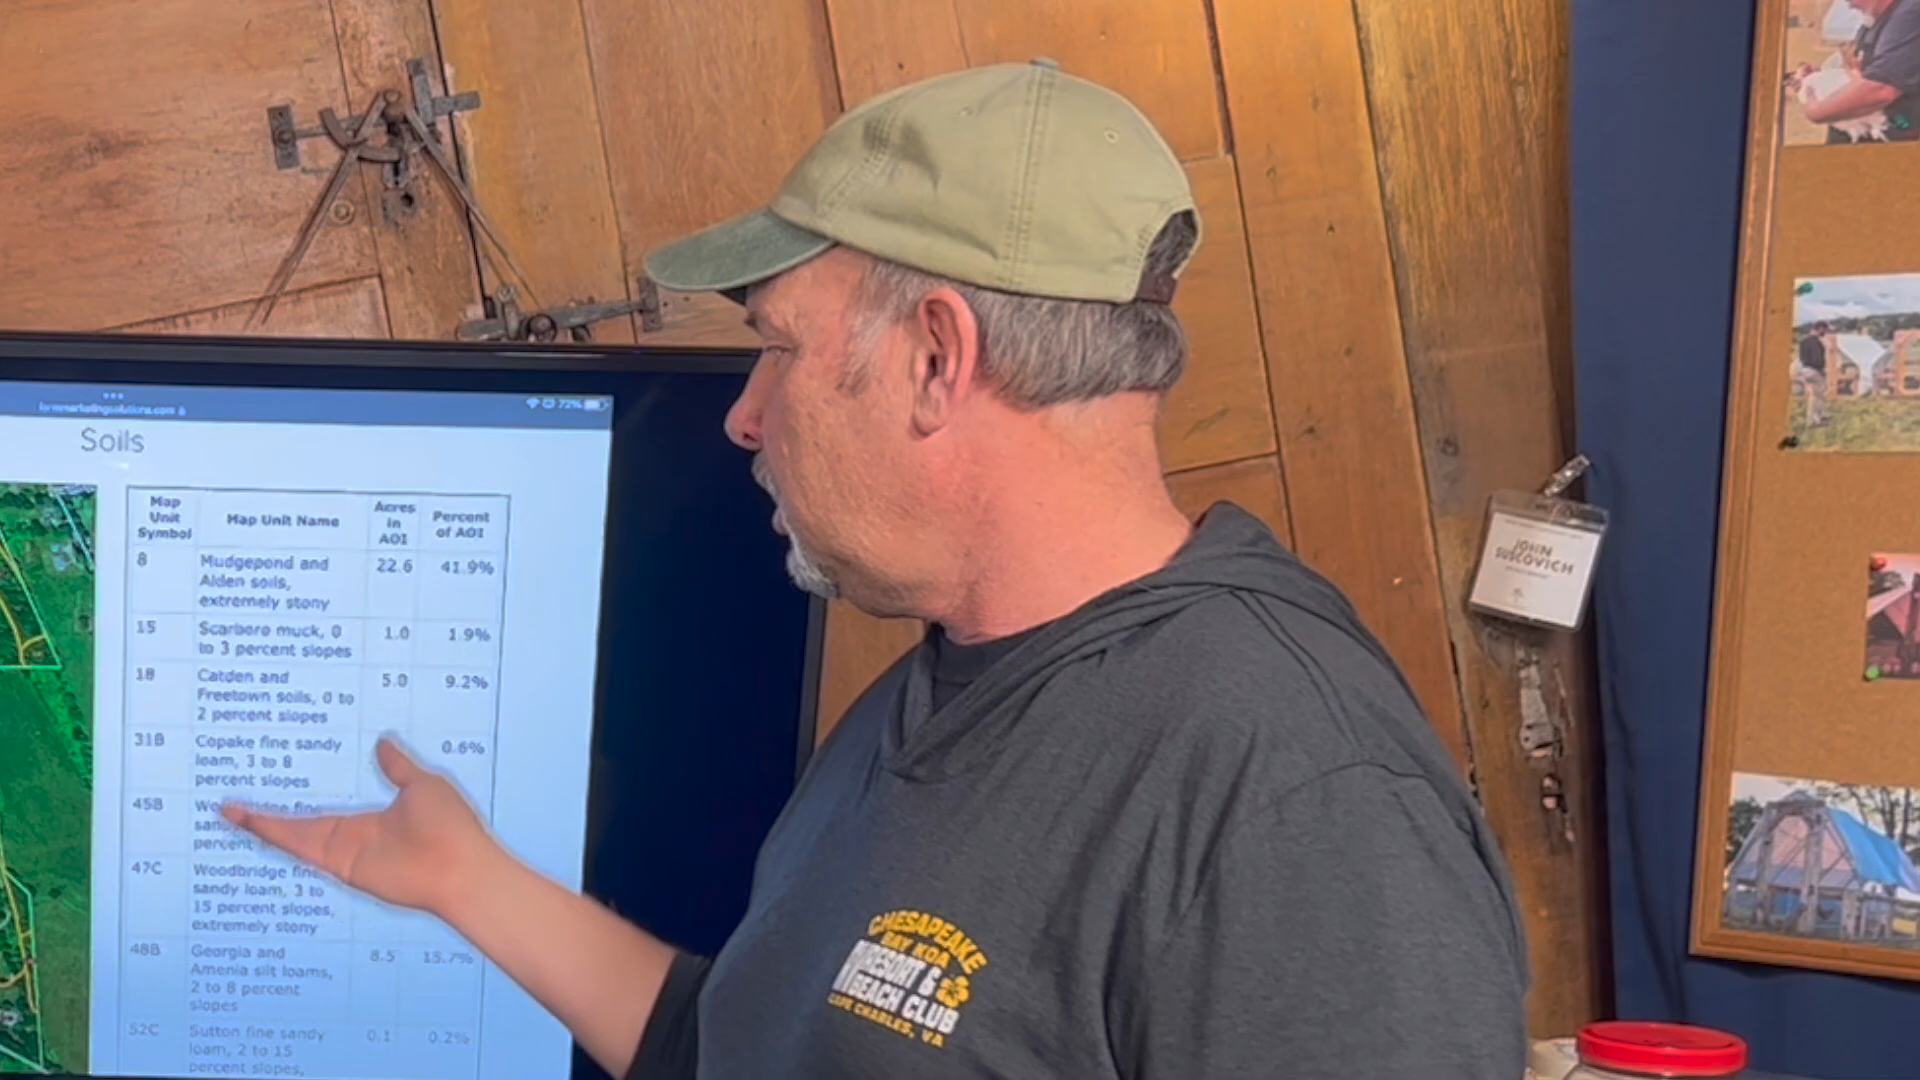 farmmarketingsolutions.com
72%
Soils
Map Unit Symbol
Map Unit Name
Acres in AOI
Percent of AOI
8
Mudgepond and
Alden soils,
extremely stony
22.6
41.9%
15
Scarboro muck, 0
to 3 percent slopes
1.0
1.9%
18
Catden and
Freetown soils, 0 to
2 percent slopes
5.0
9.2%
31B
Copake fine sandy
loam, 3 to 8
percent slopes
0.6%
45B
fine
percent
47C
Woodbridge fine
sandy loam, 3 to
15 percent slopes,
extremely stony
48B
Georgia and
Amenia silt loams,
2 to 8 percent
slopes
8.5
15.7%
52C
Sutton fine sandy
loam, 2 to 15
percent slopes,
0.1
0.2%
CHESAPEAKE
BAY KOA
RESORT &
BEACH CLUB
CAPE CHARLES, VA
JOHN
SUSCOVICH